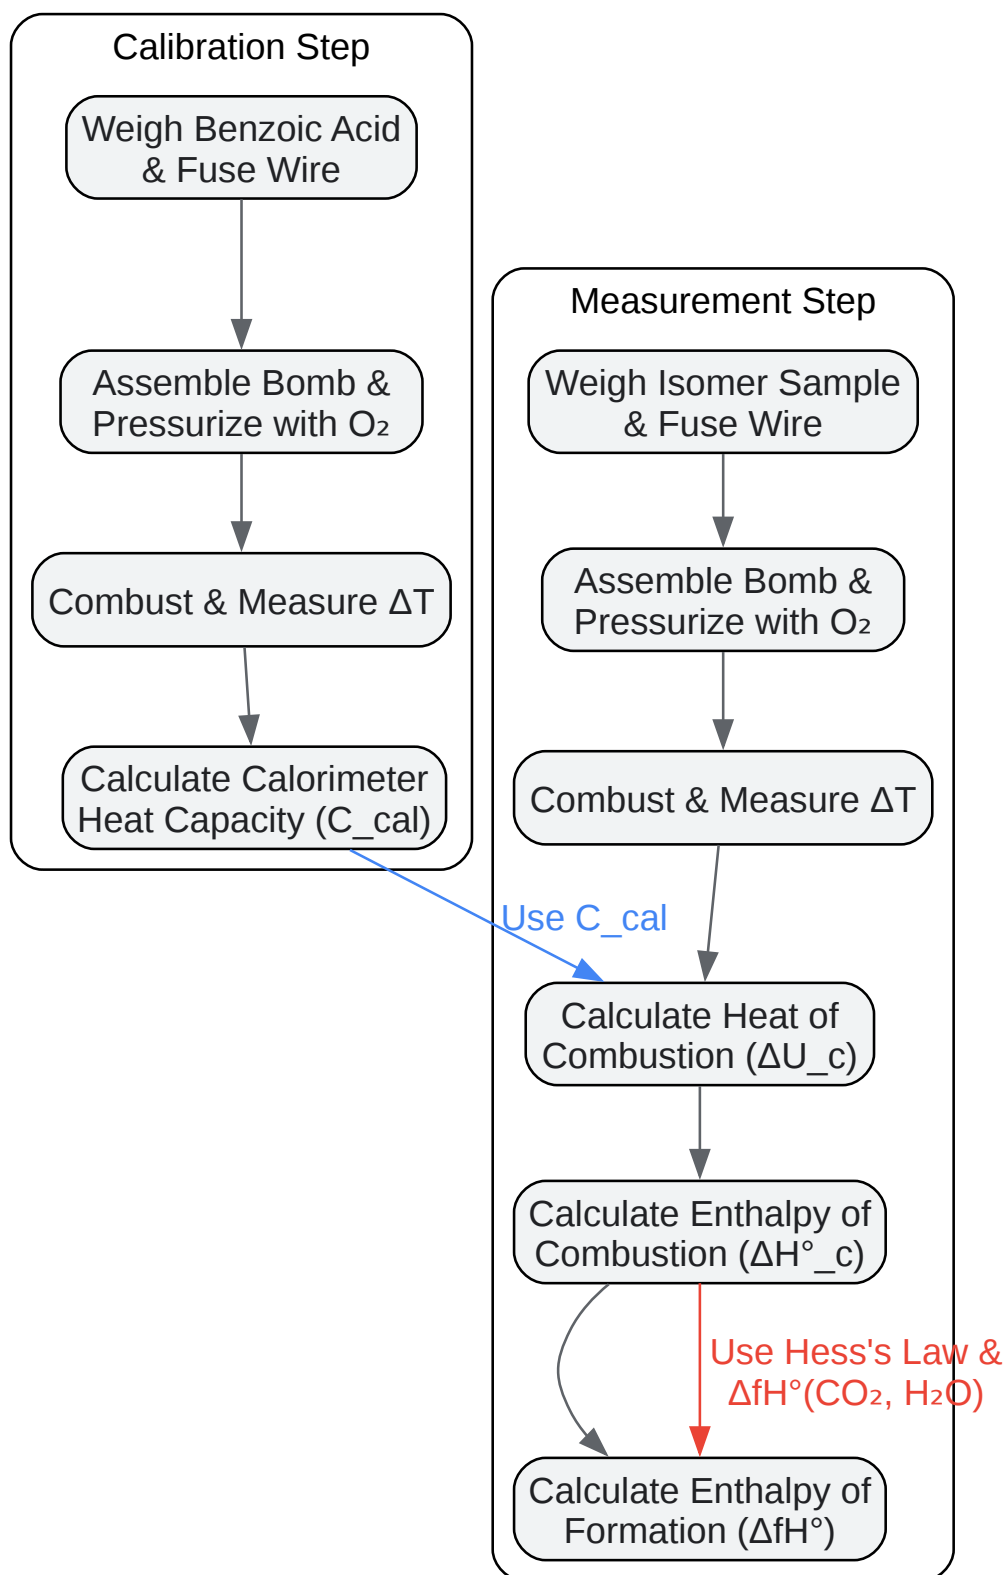 Calibration Step
Weigh Benzoic Acid
& Fuse Wire
Assemble Bomb &
Pressurize with O₂
Combust & Measure ΔT
Calculate Calorimeter
Heat Capacity (C_cal)
Use C_cal
Measurement Step
Weigh Isomer Sample
& Fuse Wire
Assemble Bomb &
Pressurize with O₂
Combust & Measure ΔT
Calculate Heat of
Combustion (ΔU_c)
Calculate Enthalpy of
Combustion (ΔH°_c)
Use Hess's Law &
ΔfH°(CO₂, H₂O)
Calculate Enthalpy of
Formation (ΔfH°)